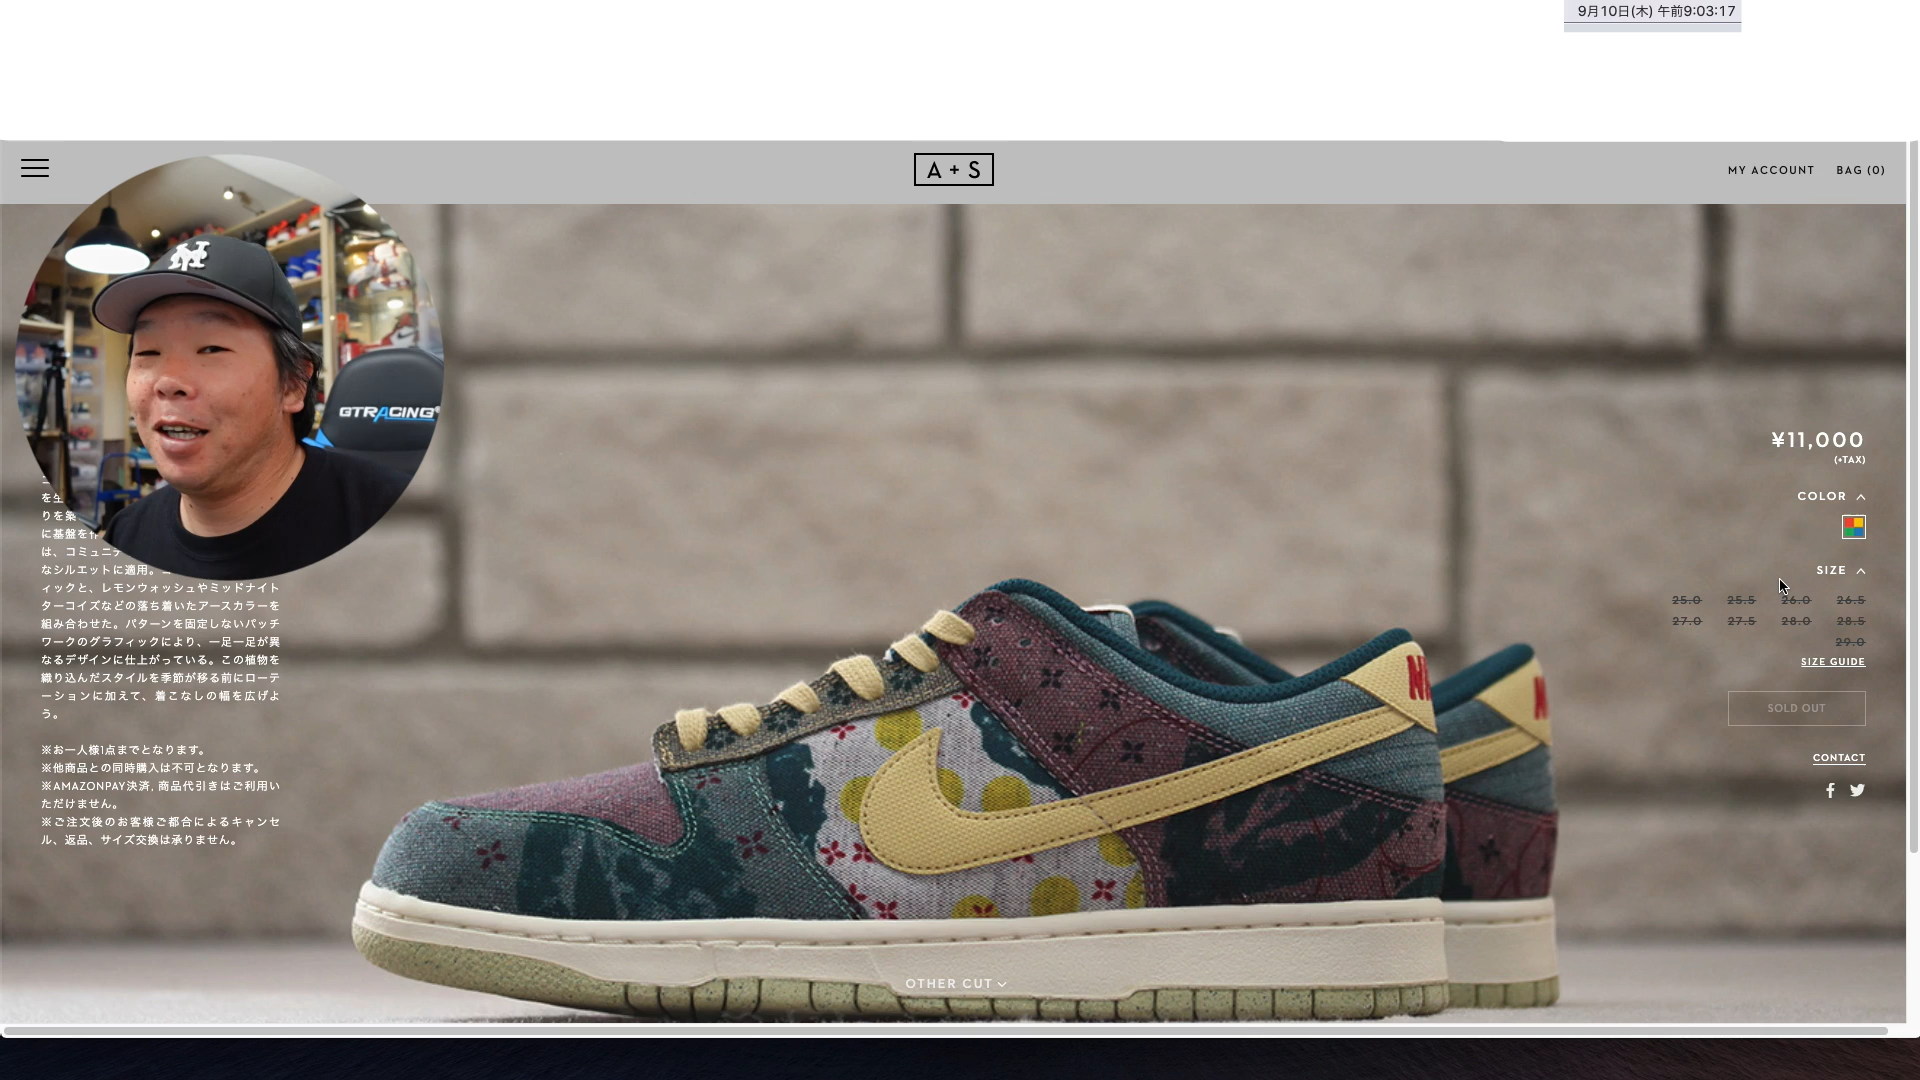 9月10日(木) 午前9:03:17
A + S
MY ACCOUNT BAG (0)
GTRACING
¥11,000
(+TAX)
COLOR
SIZE
25.0 25.5 26.0 26.5
27.0 27.5 28.0 28.5
29.0
SIZE GUIDE
SOLD OUT
CONTACT
を生
りを築
に基盤を
は、コミュニテ
なシルエットに適用。
ィックと、レモンウォッシュやミッドナイト
ターコイズなどの落ち着いたアースカラーを
組み合わせた。パターンを固定しないパッチ
ワークのグラフィックにより、一足一足が異
なるデザインに仕上がっている。この植物を
織り込んだスタイルを季節が移る前にローテ
ーションに加えて、着こなしの幅を広げよ
う。
※お一人様1点までとなります。
※他商品との同時購入は不可となります。
※AMAZONPAY決済, 商品代引きはご利用い
ただけません。
※ご注文後のお客様ご都合によるキャンセ
ル、返品、サイズ交換は承りません。
OTHER CUT